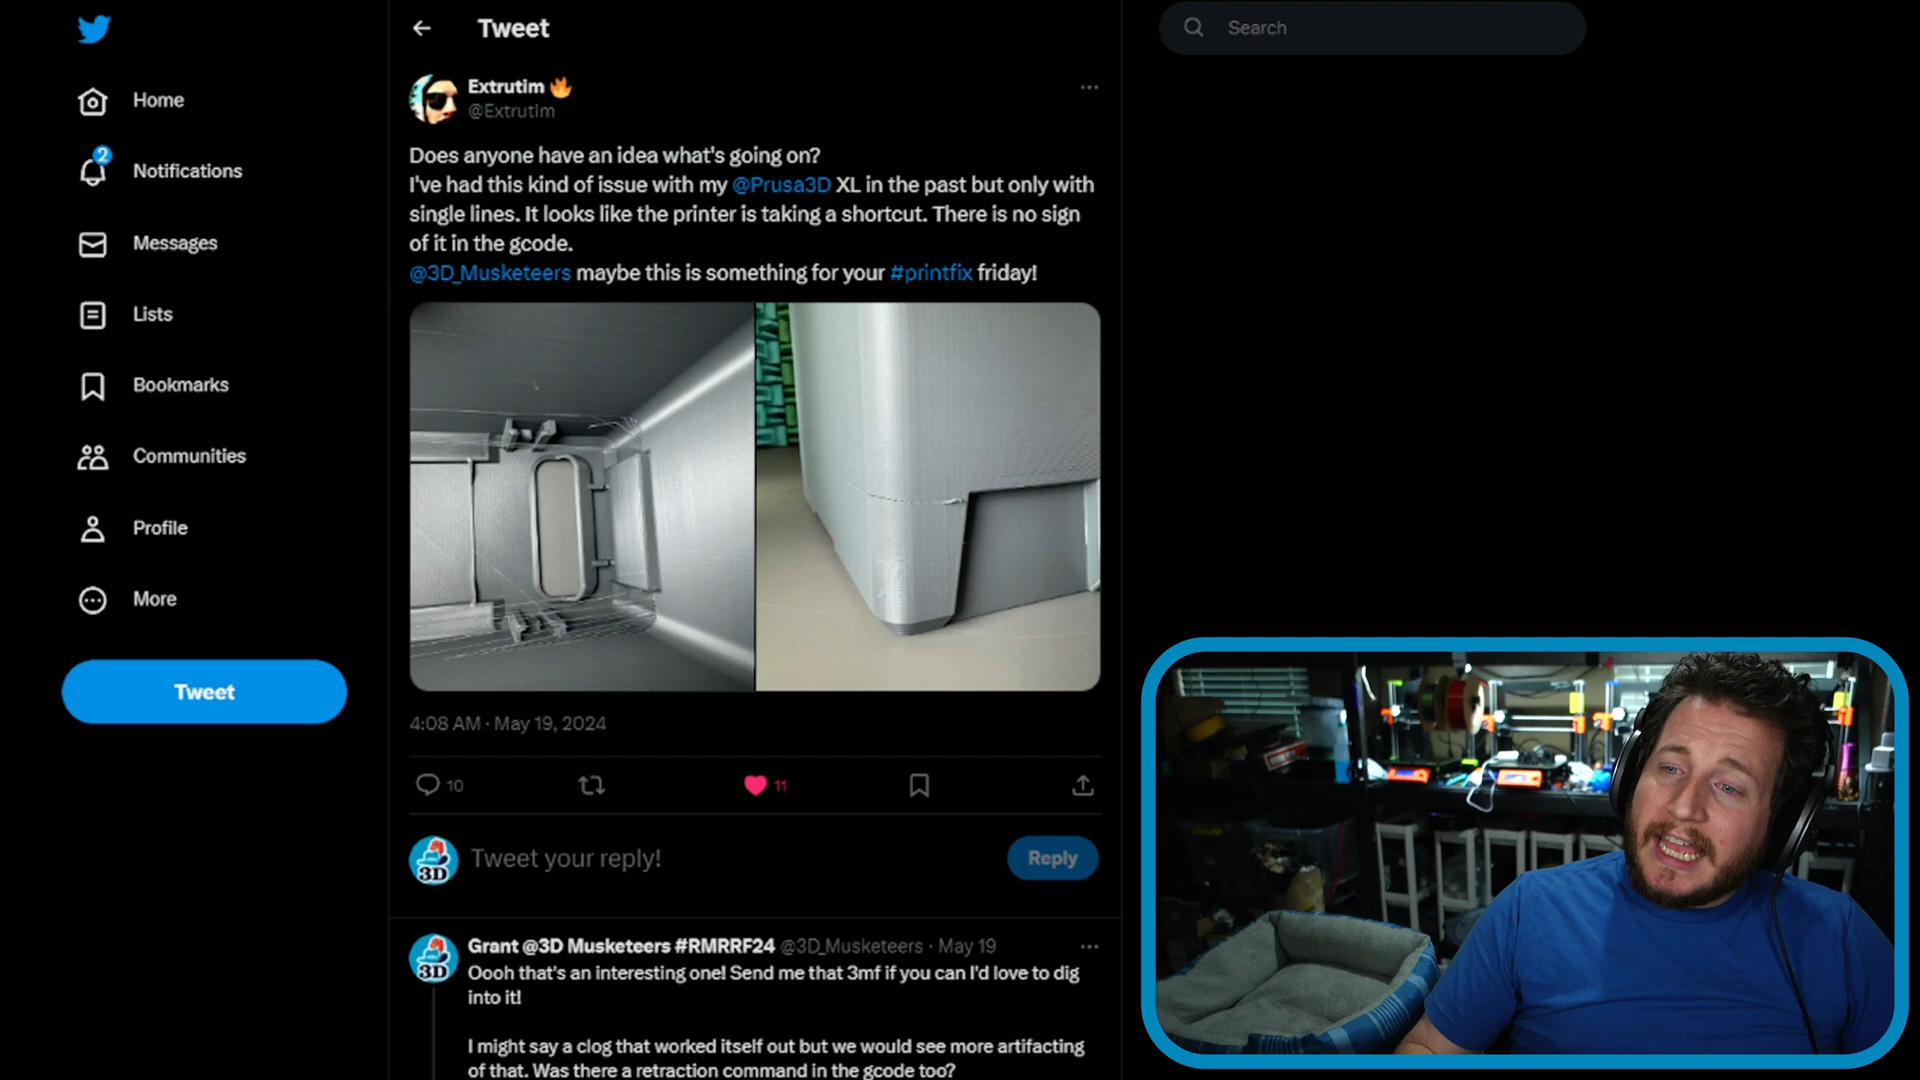 Home
2
Notifications
Messages
Lists
Bookmarks
Communities
Profile
More
Tweet
Tweet
Search
Extrutim
@Extrutim
Does anyone have an idea what's going on?
I've had this kind of issue with my @Prusa3D XL in the past but only with
single lines. It looks like the printer is taking a shortcut. There is no sign
of it in the gcode.
@3D_Musketeers maybe this is something for your #printfix friday!
4:08 AM · May 19, 2024
10
11
3D
Tweet your reply!
Reply
3D
Grant @3D Musketeers #RMRRF24 @3D_Musketeers · May 19
Oooh that's an interesting one! Send me that 3mf if you can I'd love to dig
into it!
I might say a clog that worked itself out but we would see more artifacting
of that. Was there a retraction command in the gcode too?